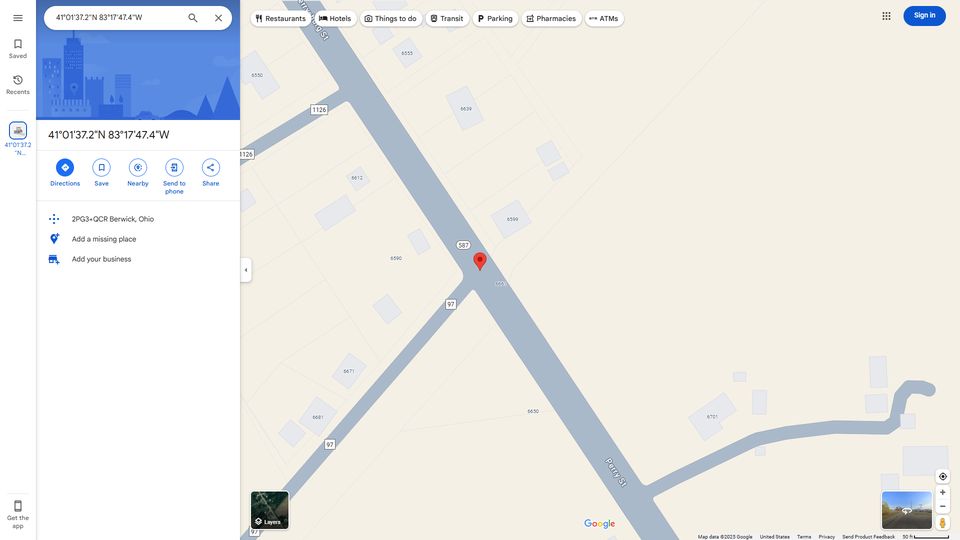 41°01'37.2"N 83°17'47.4"W
Restaurants
Hotels
Things to do
Transit
Parking
Pharmacies
ATMs
Sign in
Saved
Recents
41°01'37.2
"N...
Get the
app
41°01'37.2"N 83°17'47.4"W
Directions
Save
Nearby
Send to
phone
Share
2PG3+QCR Berwick, Ohio
Add a missing place
Add your business
6555
6550
1126
6639
1126
6612
6599
587
6590
97
6671
6650
6681
6701
97
Perry St
97
Layers
Google
Map data ©2025 Google
United States
Terms
Privacy
Send Product Feedback
50 ft